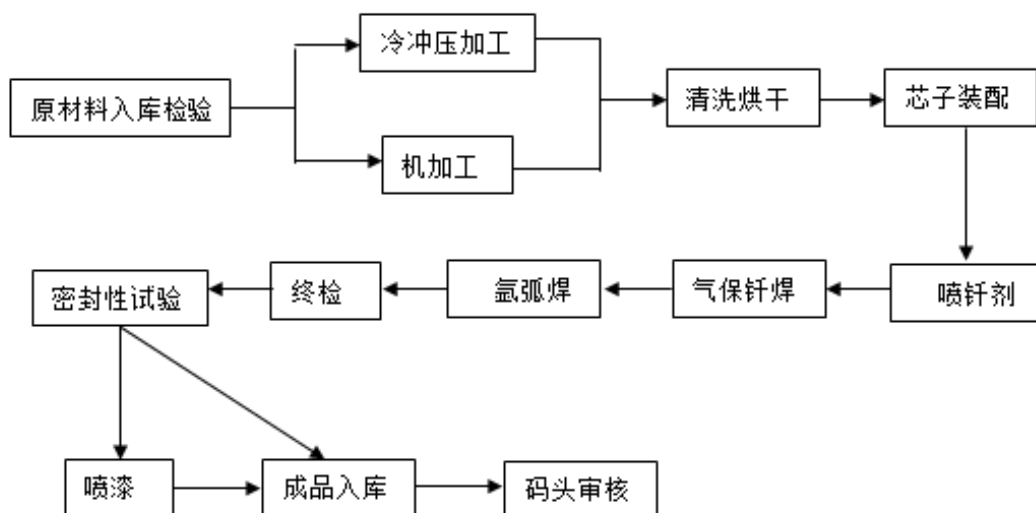 冷冲压加工
原材料入库检验
清洗烘干
芯子装配
机加工
密封性试验
终检
氩弧焊
气保钎焊
喷钎剂
喷漆
成品入库
码头审核